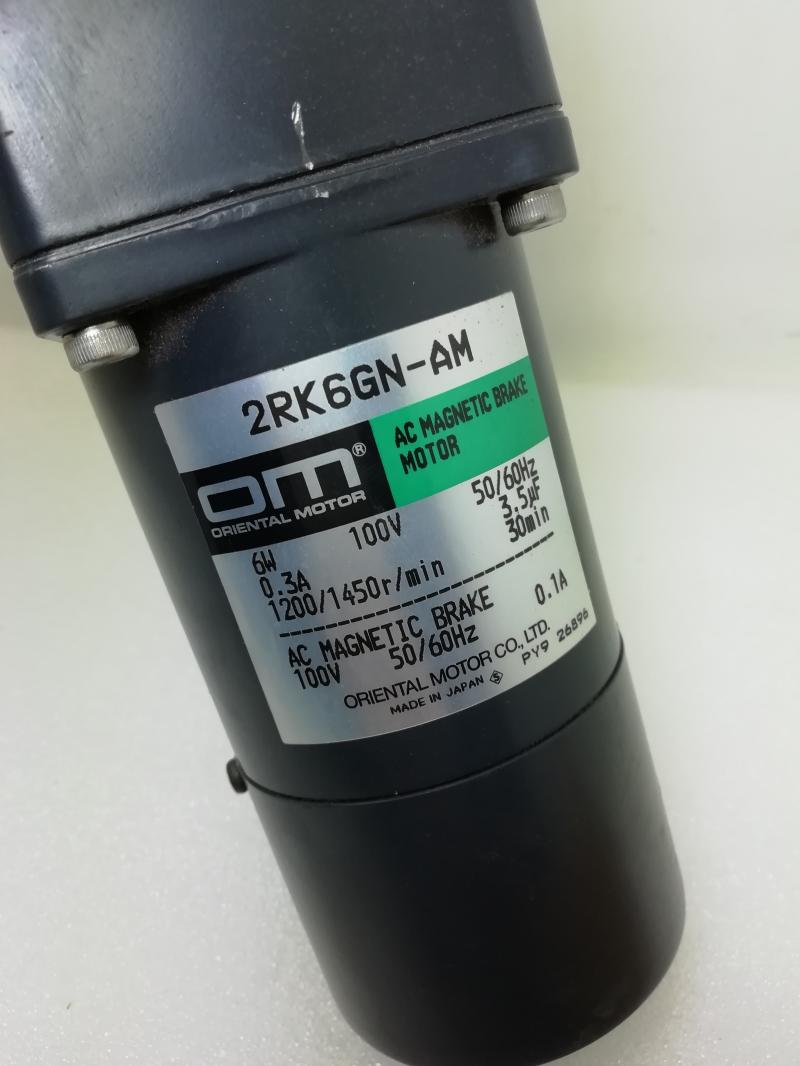 2RK6GN-AM
om®
ORIENTAL MOTOR
AC MAGNETIC BRAKE
MOTOR
6W 100V 50/60Hz
0.3A 3.5μF
1200/1450r/min 30min
AC MAGNETIC BRAKE
100V 50/60Hz 0.1A
ORIENTAL MOTOR CO., LTD.
MADE IN JAPAN S PY9 26896